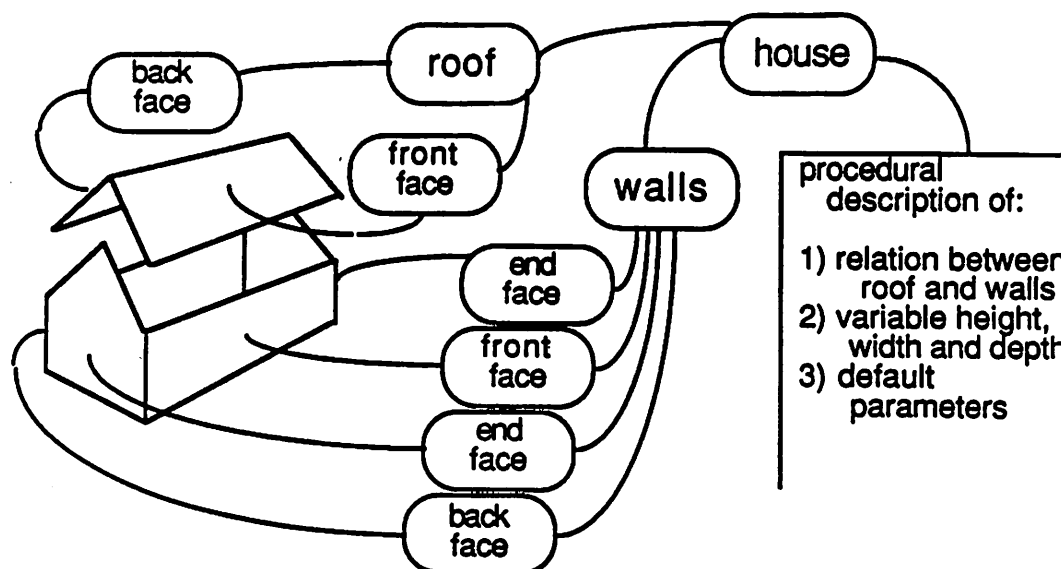 roof
house
back
face
front
face
walls
procedural
description of:
1) relation between
roof and walls
2) variable height,
width and depth
3) default
parameters
end
face
front
face
end
face
back
face